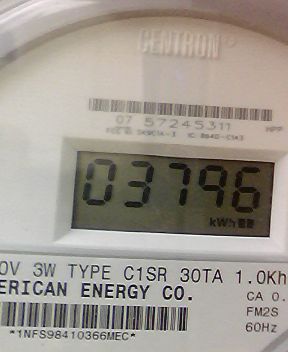 CENTRON
07 57245311
HPP
03796
kWh
0V 3W TYPE C1SR 30TA 1.0Kh
ERICAN ENERGY CO.
CA 0.
FM2S
60Hz
*1NFS98410366MEC*